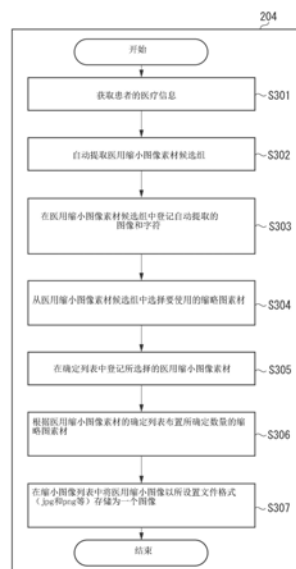 204
开始
获取患者的医疗信息
S301
自动提取医用缩小图像素材候选组
S302
在医用缩小图像素材候选组中登记自动提取的
图像和字符
S303
从医用缩小图像素材候选组中选择要使用的缩略图素材
S304
在确定列表中登记所选择的医用缩小图像素材
S305
根据医用缩小图像素材的确定列表布置所确定数量的缩
略图素材
S306
在缩小图像列表中将医用缩小图像以所设置文件格式
(jpg和png等)存储为一个图像
S307
结束